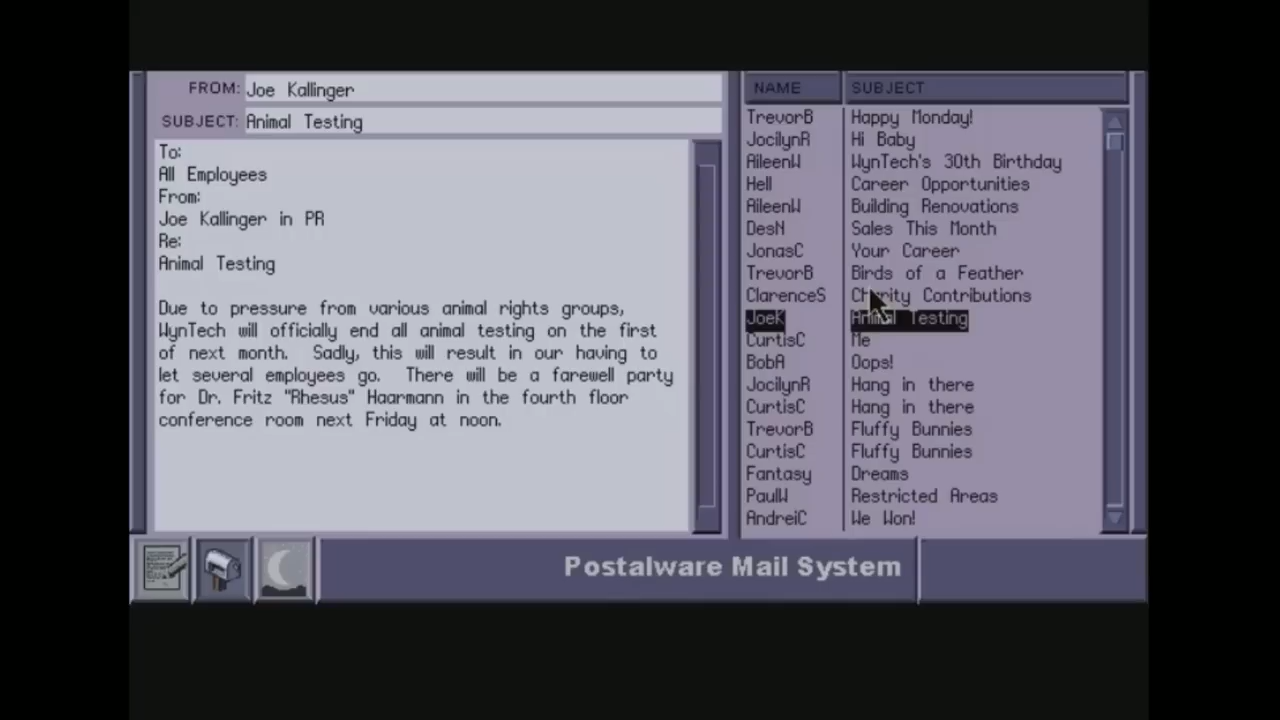 FROM: Joe Kallinger
SUBJECT: Animal Testing
To:
All Employees
From:
Joe Kallinger in PR
Re:
Animal Testing
Due to pressure from various animal rights groups,
WynTech will officially end all animal testing on the first
of next month. Sadly, this will result in our having to
let several employees go. There will be a farewell party
for Dr. Fritz "Rhesus" Haarmann in the fourth floor
conference room next Friday at noon.
NAME SUBJECT
TrevorB Happy Monday!
JocilynR Hi Baby
AileenW WynTech's 30th Birthday
Hell Career Opportunities
AileenW Building Renovations
DesN Sales This Month
JonasC Your Career
TrevorB Birds of a Feather
ClarenceS Charity Contributions
JoeK Animal Testing
CurtisC Me
BobA Oops!
JocilynR Hang in there
CurtisC Hang in there
TrevorB Fluffy Bunnies
CurtisC Fluffy Bunnies
Fantasy Dreams
PaulW Restricted Areas
AndreiC We Won!
Postalware Mail System